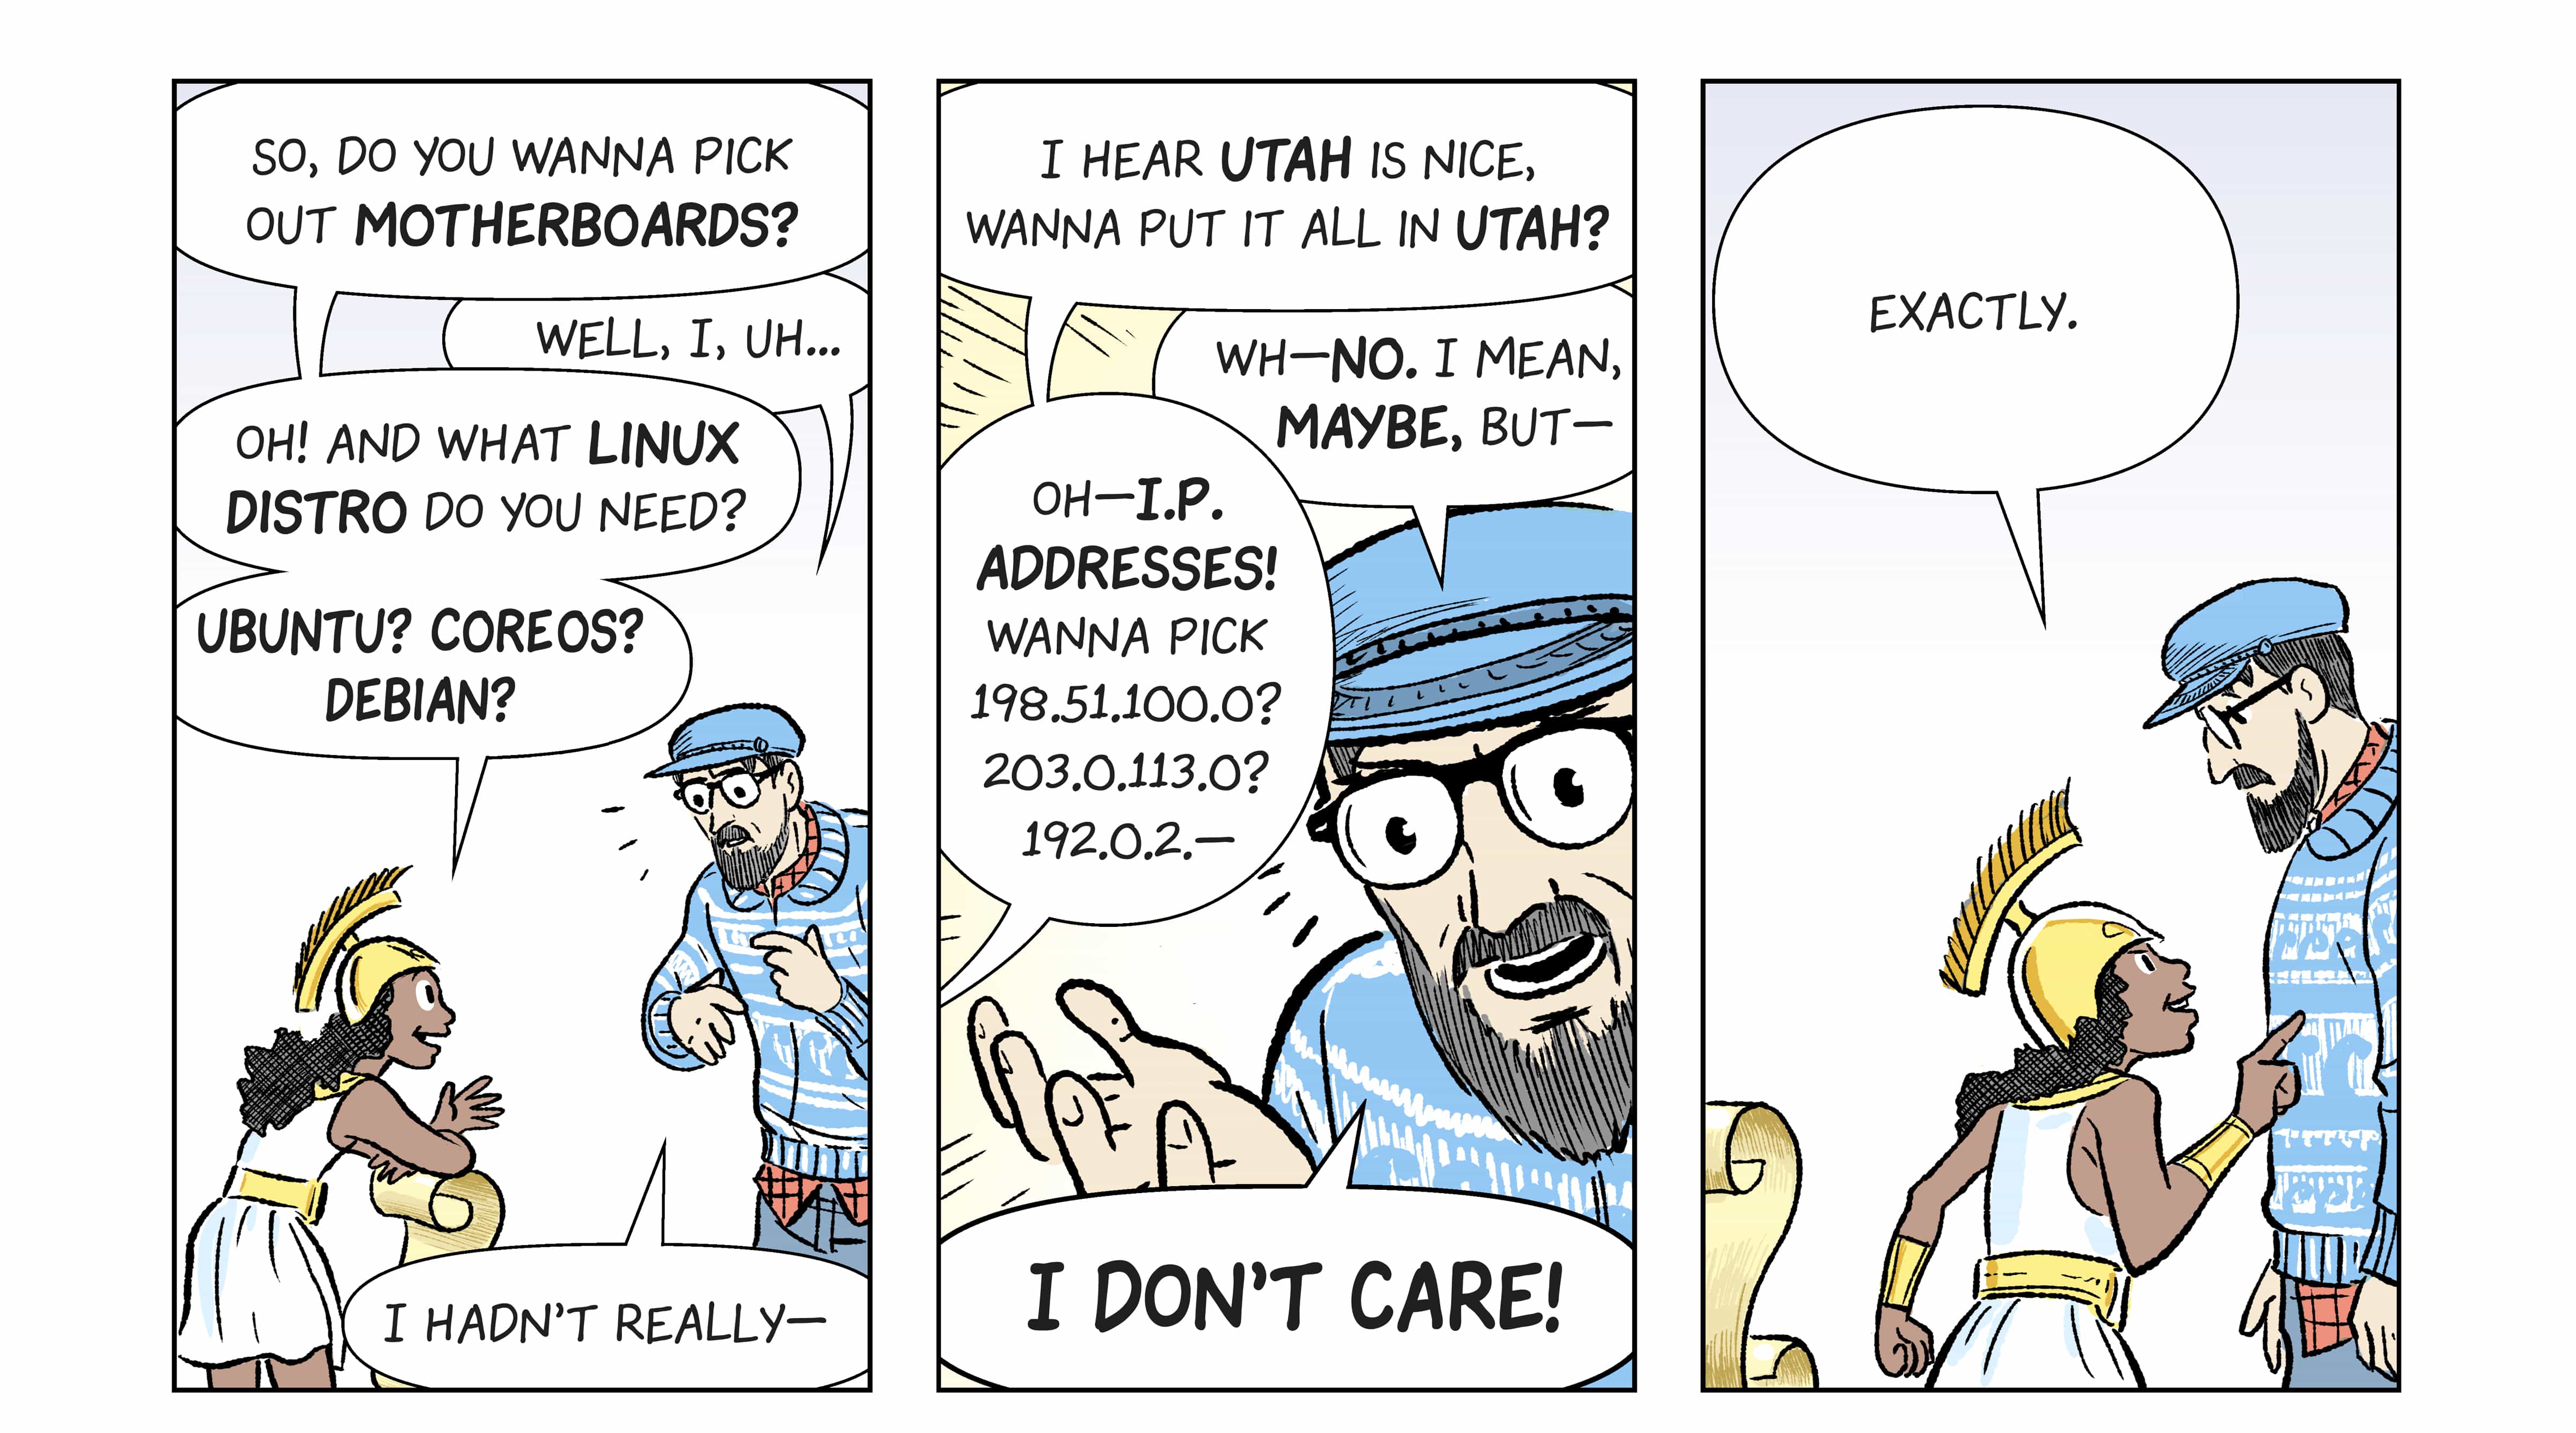 SO, DO YOU WANNA PICK
OUT MOTHERBOARDS?
WELL, I, UH...
OH! AND WHAT LINUX
DISTRO DO YOU NEED?
UBUNTU? COREOS?
DEBIAN?
I HADN'T REALLY—
I HEAR UTAH IS NICE,
WANNA PUT IT ALL IN UTAH?
WH—NO. I MEAN,
MAYBE, BUT—
OH—I.P.
ADDRESSES!
WANNA PICK
198.51.100.0?
203.0.113.0?
192.0.2.—
I DON'T CARE!
EXACTLY.